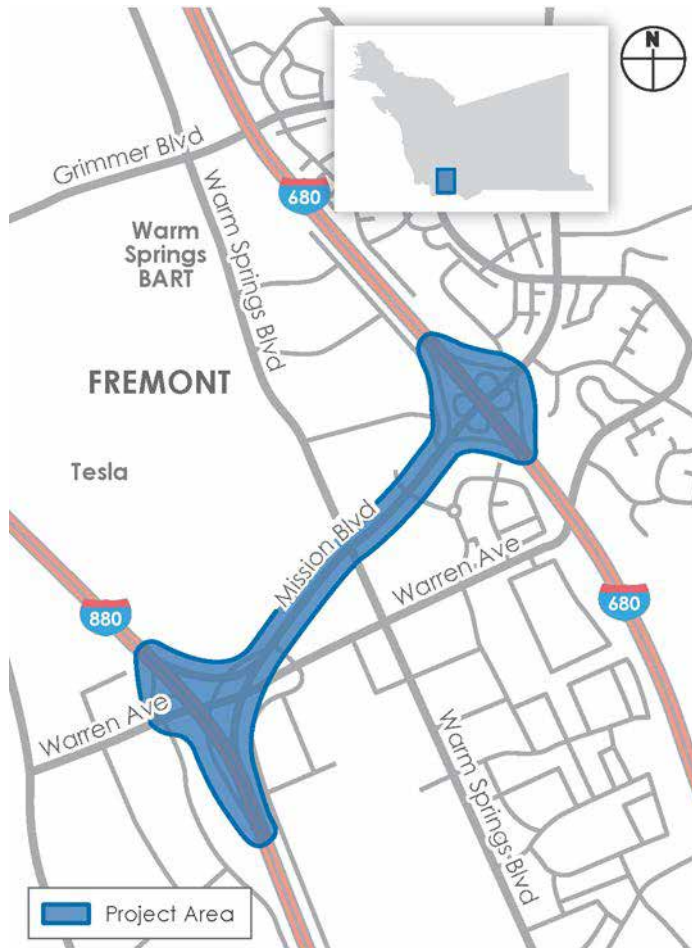 N
Grimmer Blvd
680
Warm
Springs
BART
Warm Springs Blvd
FREMONT
Tesla
Mission Blvd
Warren Ave
880
680
Warren Ave
Warm Springs Blvd
Project Area